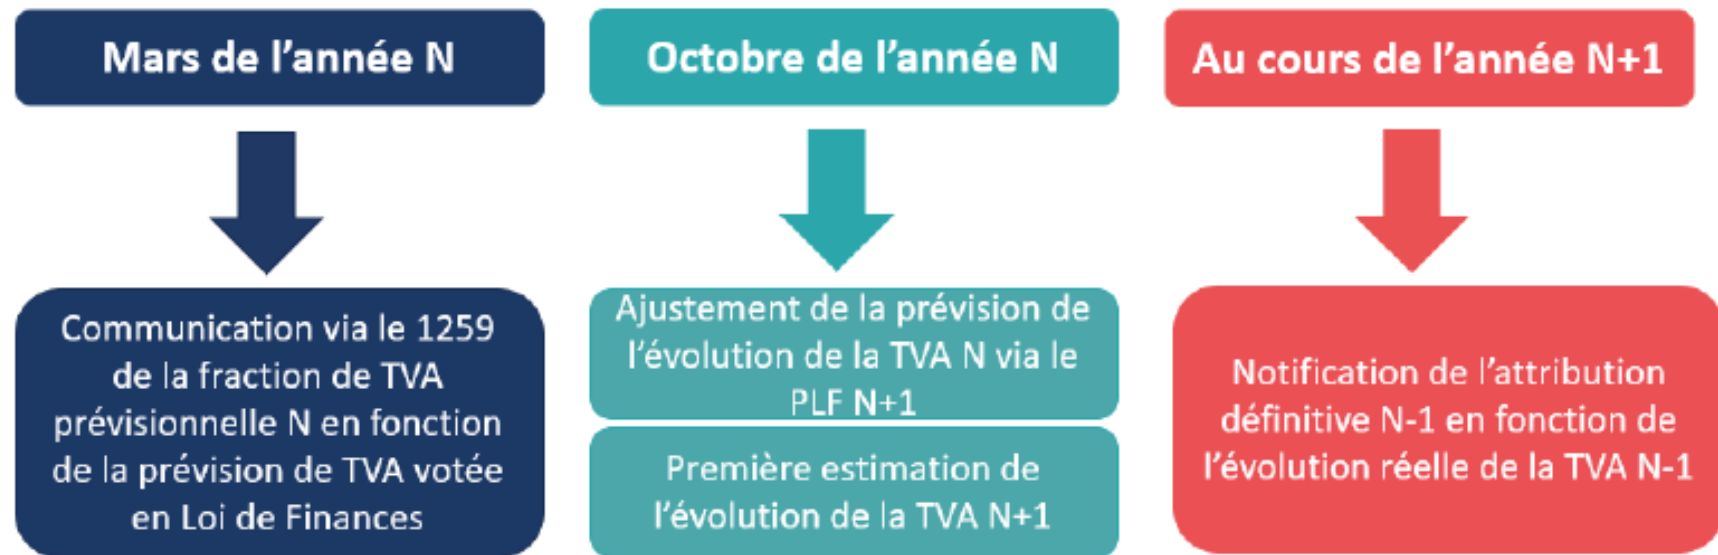 Mars de l'année N
Communication via le 1259
de la fraction de TVA
prévisionnelle N en fonction
de la prévision de TVA votée
en Loi de Finances
Octobre de l'année N
Ajustement de la prévision de
l'évolution de la TVA N via le
PLF N+1
Première estimation de
l'évolution de la TVA N+1
Au cours de l'année N+1
Notification de l'attribution
définitive N-1 en fonction de
l'évolution réelle de la TVA N-1